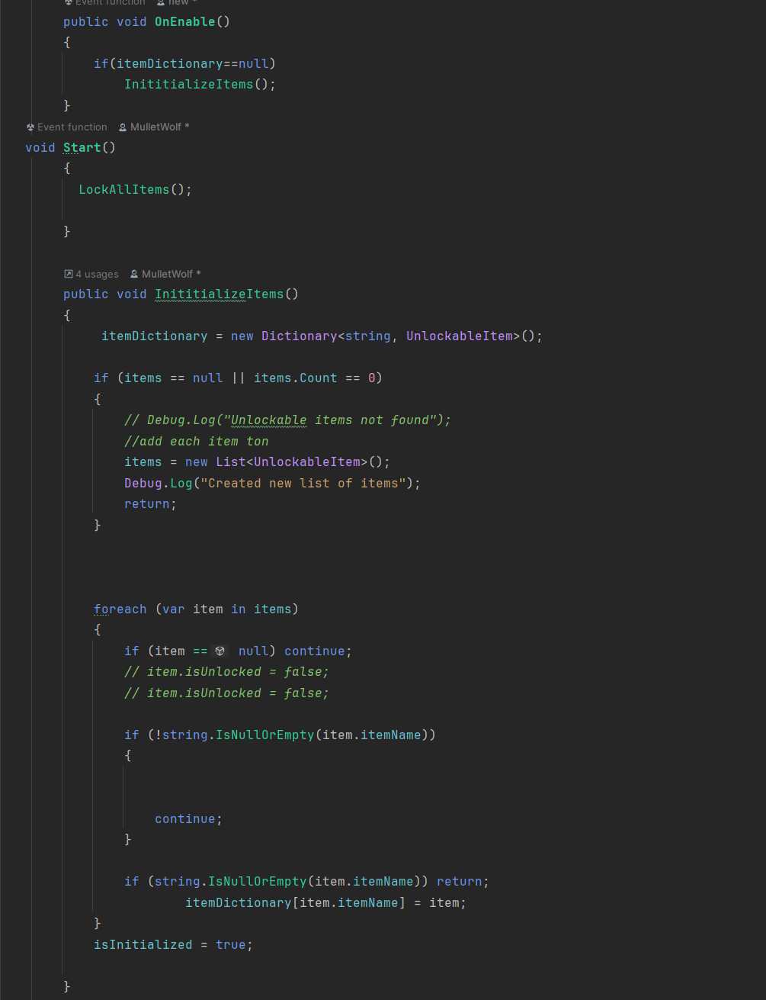 Event function new *
public void OnEnable()
{
if(itemDictionary==null)
InititializeItems();
}
Event function MulletWolf *
void Start()
{
LockAllItems();
}
4 usages MulletWolf *
public void InititializeItems()
{
itemDictionary = new Dictionary<string, UnlockableItem>();
if (items == null || items.Count == 0)
{
// Debug.Log("Unlockable items not found");
//add each item ton
items = new List<UnlockableItem>();
Debug.Log("Created new list of items");
return;
}
foreach (var item in items)
{
if (item == null) continue;
// item.isUnlocked = false;
// item.isUnlocked = false;
if (!string.IsNullOrEmpty(item.itemName))
{
continue;
}
if (string.IsNullOrEmpty(item.itemName)) return;
itemDictionary[item.itemName] = item;
}
isInitialized = true;
}